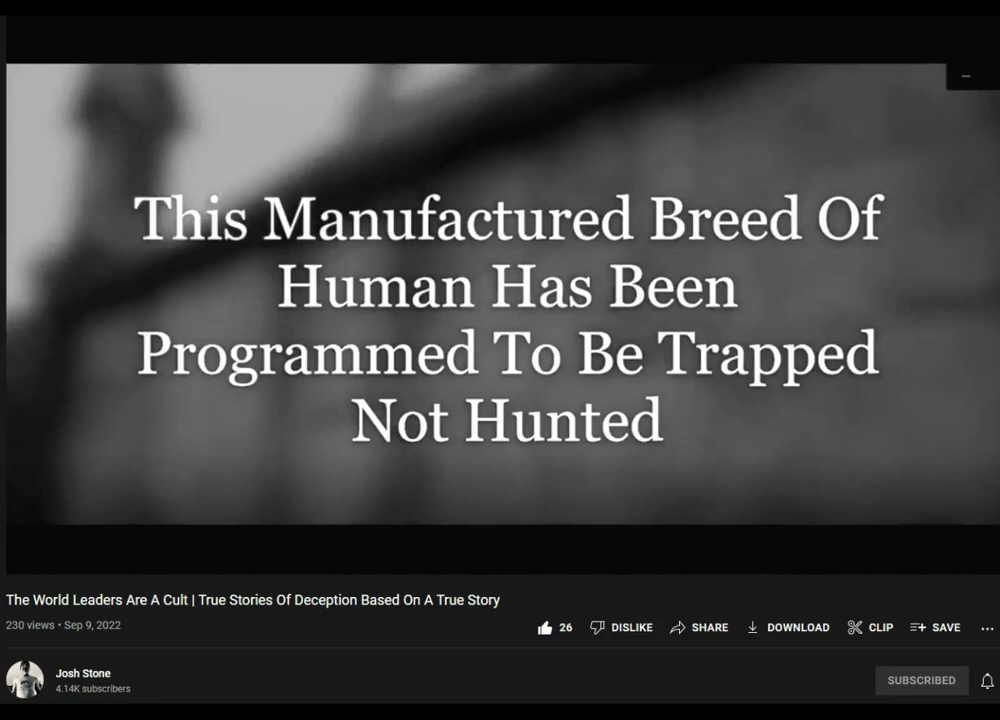 This Manufactured Breed Of
Human Has Been
Programmed To Be Trapped
Not Hunted
The World Leaders Are A Cult | True Stories Of Deception Based On A True Story
230 views • Sep 9, 2022
26 DISLIKE SHARE DOWNLOAD CLIP SAVE
Josh Stone
4.14K subscribers
SUBSCRIBED